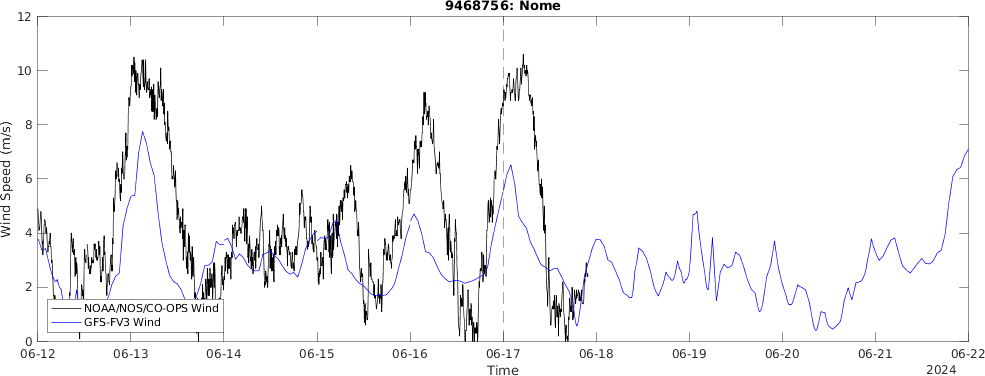 9468756: Nome
12
10
8
6
4
2
0
Wind Speed (m/s)
NOAA/NOS/CO-OPS Wind
GFS-FV3 Wind
06-12 06-13 06-14 06-15 06-16 06-17 06-18 06-19 06-20 06-21 06-22
Time
2024